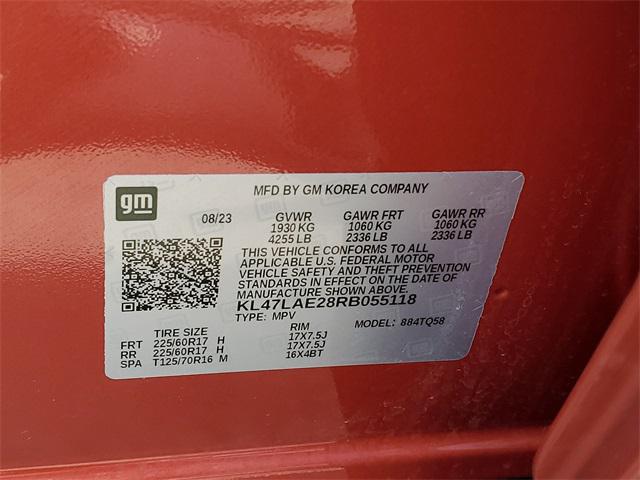 gm
MFD BY GM KOREA COMPANY
08/23 GVWR GAWR FRT GAWR RR
1930 KG 1060 KG 1060 KG
4255 LB 2336 LB 2336 LB
THIS VEHICLE CONFORMS TO ALL
APPLICABLE U.S. FEDERAL MOTOR
VEHICLE SAFETY AND THEFT PREVENTION
STANDARDS IN EFFECT ON THE DATE OF
MANUFACTURE SHOWN ABOVE.
KL47LAE28RB055118
TYPE: MPV MODEL: 884TQ58
TIRE SIZE RIM
FRT 225/60R17 H 17X7.5J
RR 225/60R17 H 17X7.5J
SPA T125/70R16 M 16X4BT